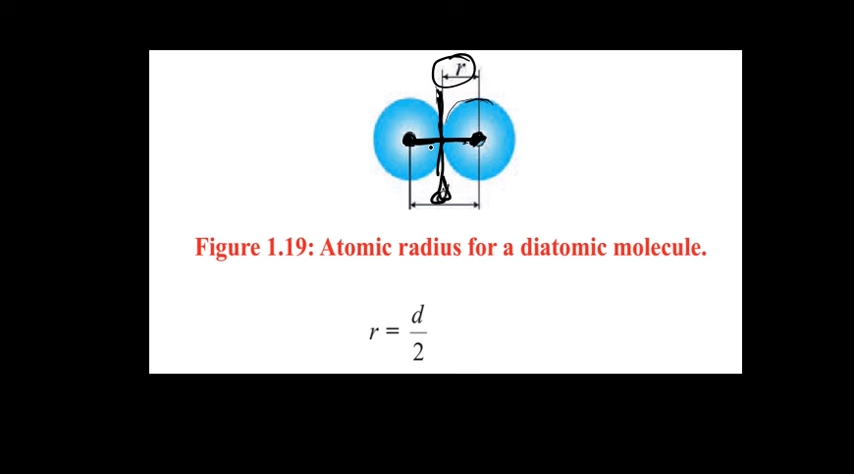 r
d
Figure 1.19: Atomic radius for a diatomic molecule.
r = d/2